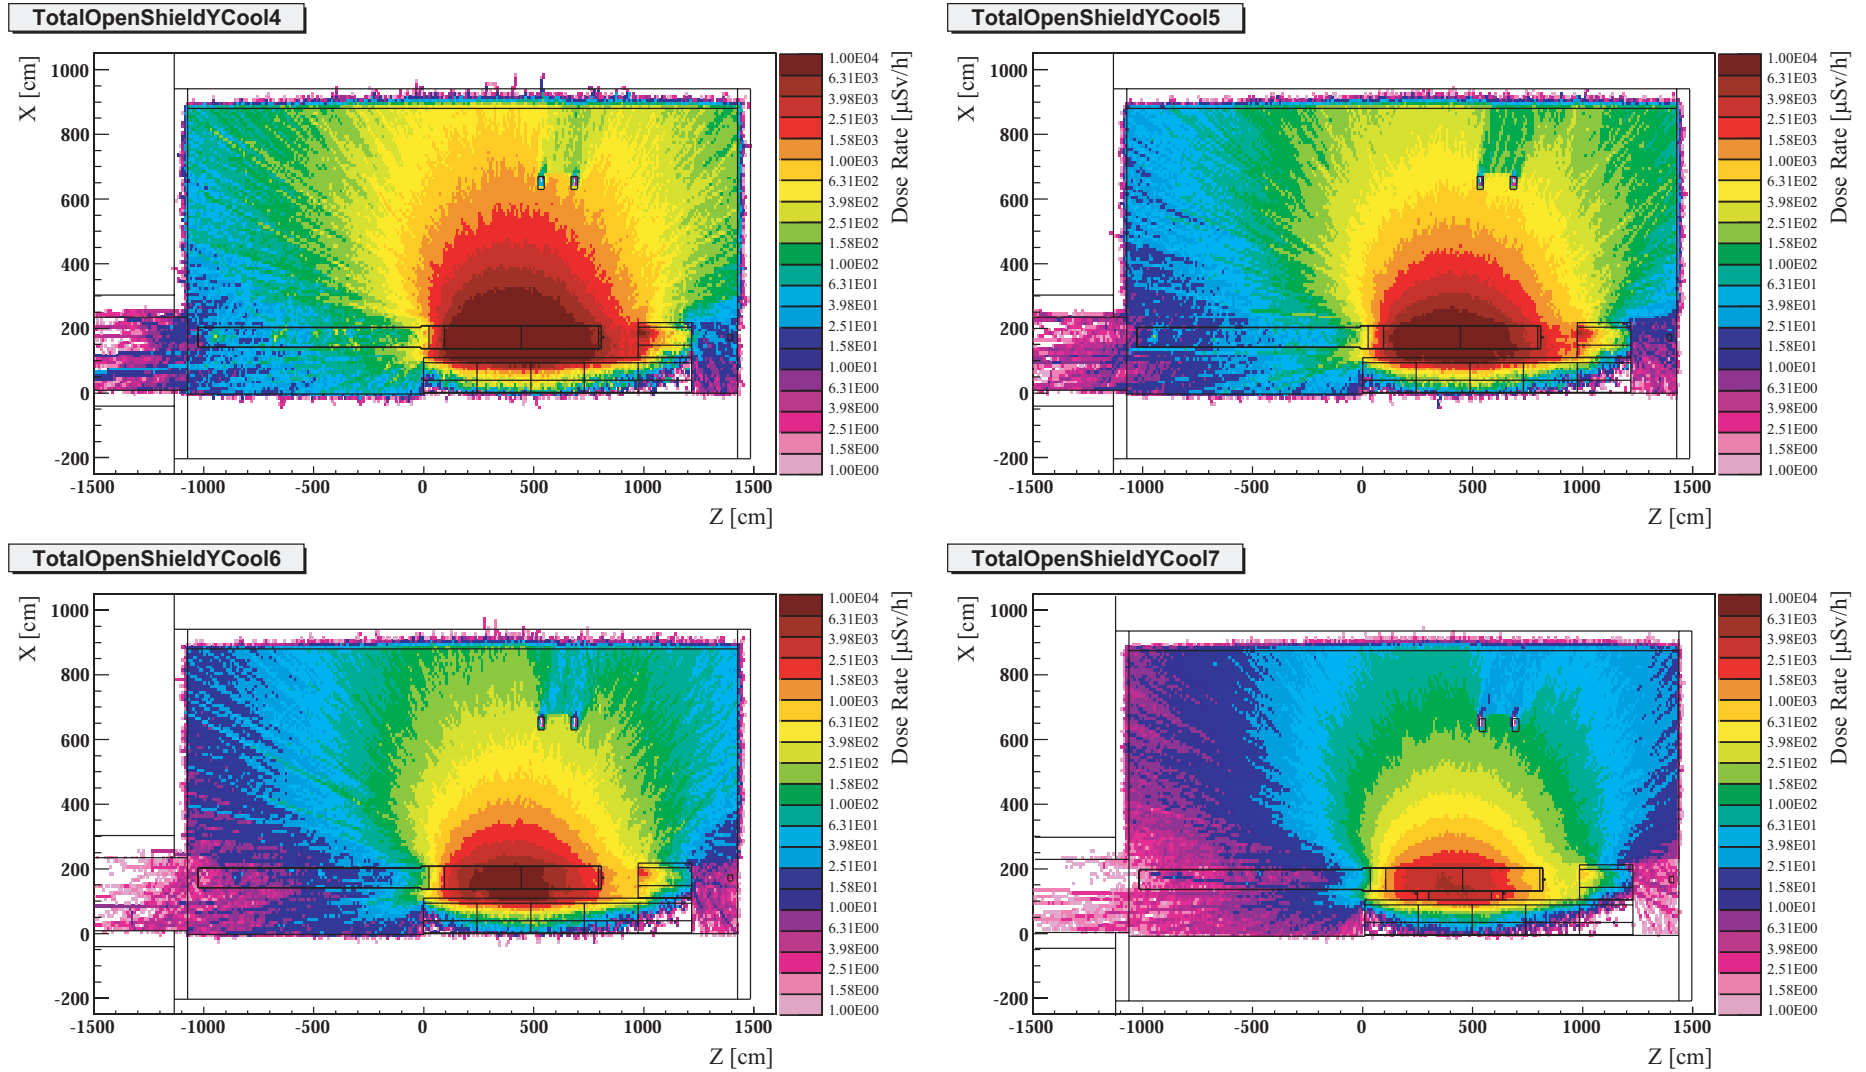 TotalOpenShieldYCool4
X [cm]
1000
800
600
400
200
0
-200
-1500 -1000 -500 0 500 1000 1500
Z [cm]
1.00E04
6.31E03
3.98E03
2.51E03
1.58E03
1.00E03
6.31E02
3.98E02
2.51E02
1.58E02
1.00E02
6.31E01
3.98E01
2.51E01
1.58E01
1.00E01
6.31E00
3.98E00
2.51E00
1.58E00
1.00E00
Dose Rate [µSv/h]
TotalOpenShieldYCool5
X [cm]
1000
800
600
400
200
0
-200
-1500 -1000 -500 0 500 1000 1500
Z [cm]
1.00E04
6.31E03
3.98E03
2.51E03
1.58E03
1.00E03
6.31E02
3.98E02
2.51E02
1.58E02
1.00E02
6.31E01
3.98E01
2.51E01
1.58E01
1.00E01
6.31E00
3.98E00
2.51E00
1.58E00
1.00E00
Dose Rate [µSv/h]
TotalOpenShieldYCool6
X [cm]
1000
800
600
400
200
0
-200
-1500 -1000 -500 0 500 1000 1500
Z [cm]
1.00E04
6.31E03
3.98E03
2.51E03
1.58E03
1.00E03
6.31E02
3.98E02
2.51E02
1.58E02
1.00E02
6.31E01
3.98E01
2.51E01
1.58E01
1.00E01
6.31E00
3.98E00
2.51E00
1.58E00
1.00E00
Dose Rate [µSv/h]
TotalOpenShieldYCool7
X [cm]
1000
800
600
400
200
0
-200
-1500 -1000 -500 0 500 1000 1500
Z [cm]
1.00E04
6.31E03
3.98E03
2.51E03
1.58E03
1.00E03
6.31E02
3.98E02
2.51E02
1.58E02
1.00E02
6.31E01
3.98E01
2.51E01
1.58E01
1.00E01
6.31E00
3.98E00
2.51E00
1.58E00
1.00E00
Dose Rate [µSv/h]